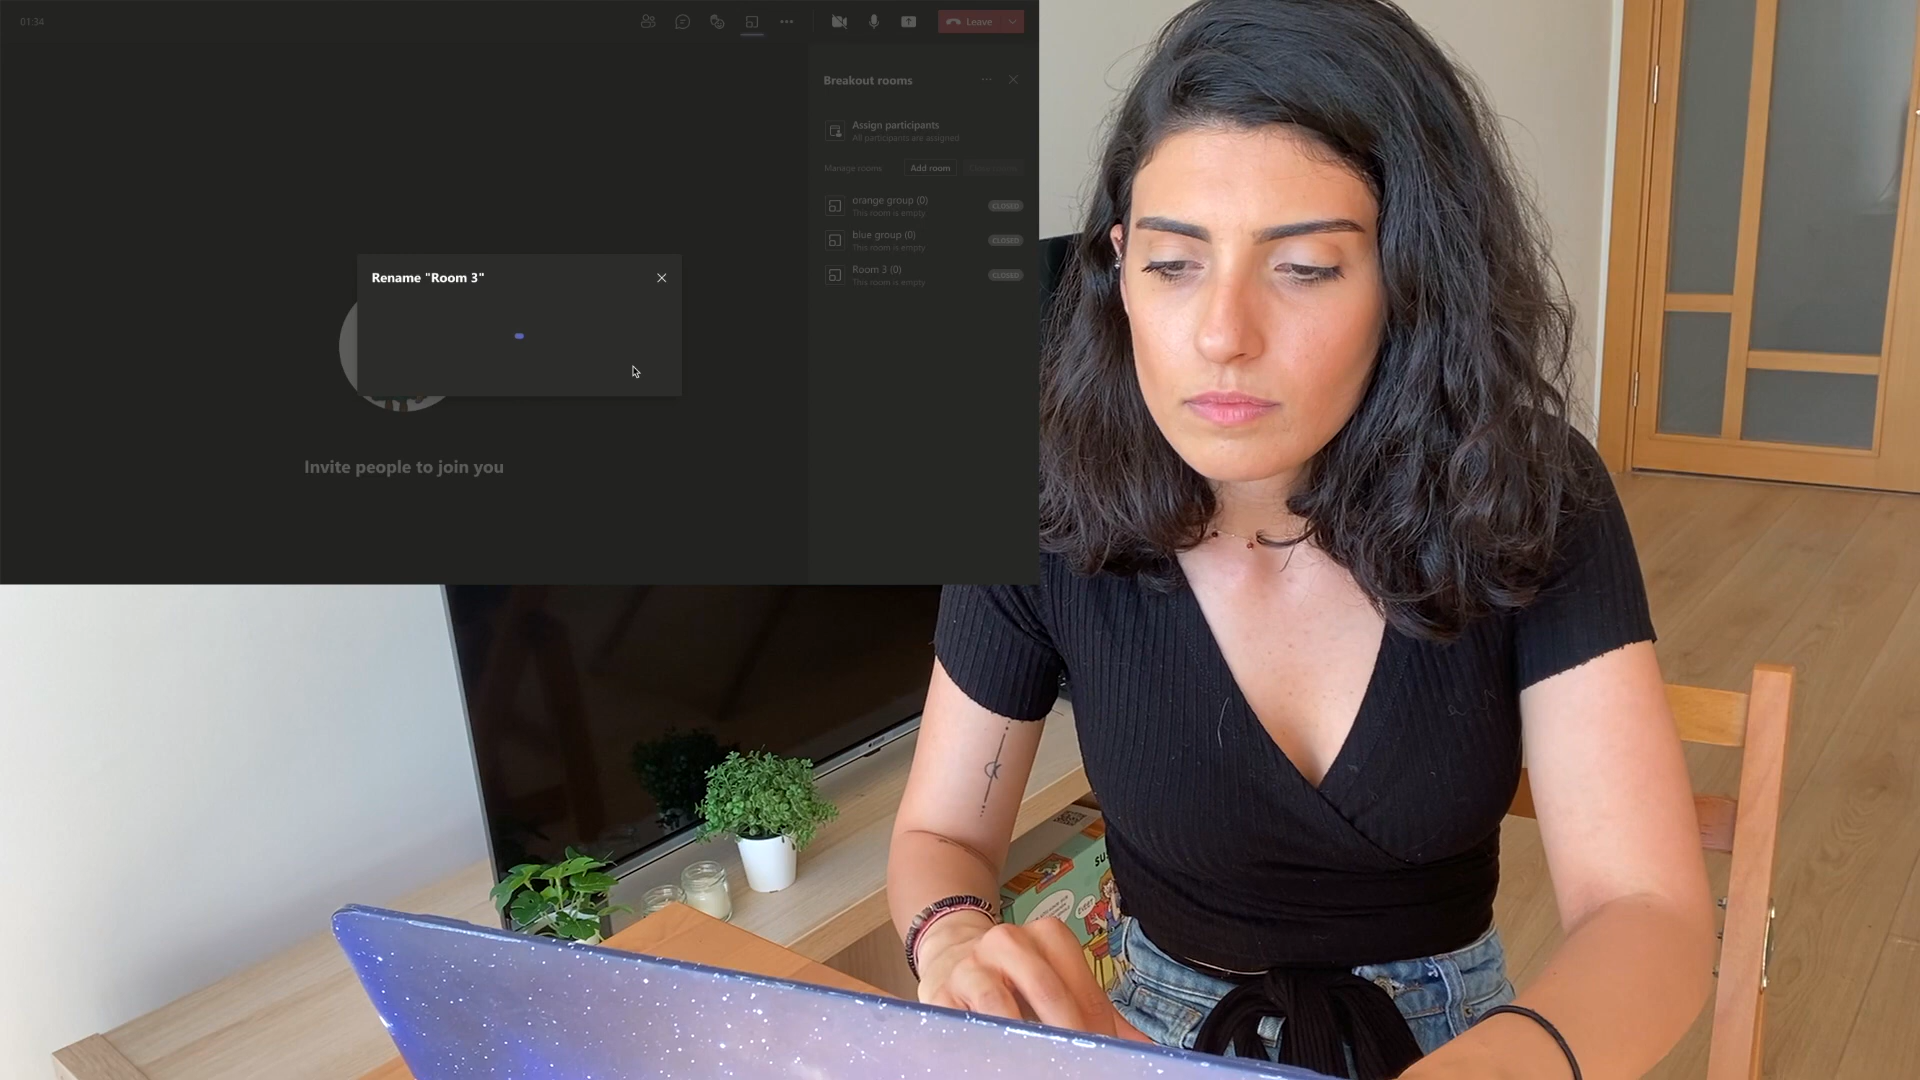 01:34
Leave
Breakout rooms
Assign participants
All participants are assigned
Manage rooms
Add room
orange group (0)
This room is empty
CLOSED
blue group (0)
This room is empty
CLOSED
Room 3 (0)
This room is empty
CLOSED
Rename "Room 3"
Invite people to join you
SU